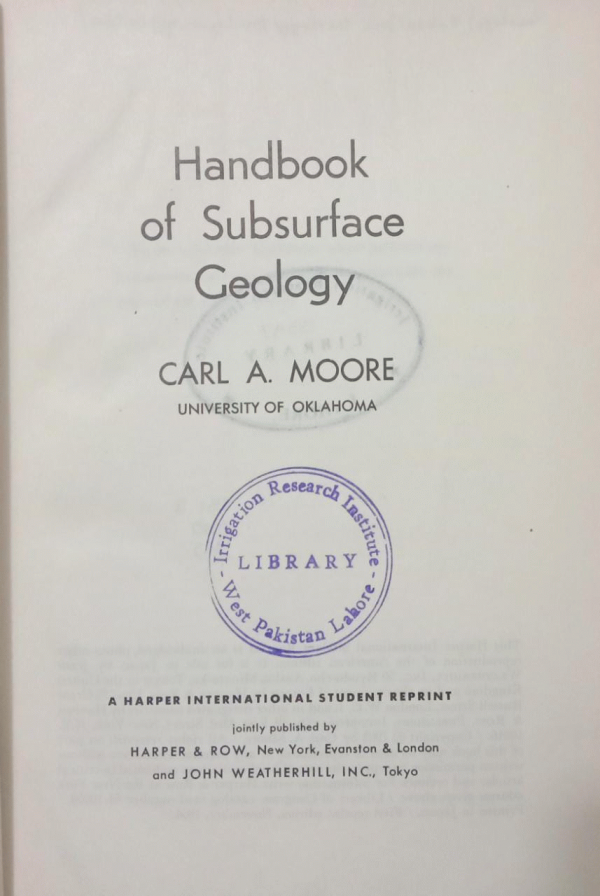 Handbook
of Subsurface
Geology
CARL A. MOORE
UNIVERSITY OF OKLAHOMA
- Irrigation Research Institute -
LIBRARY
West Pakistan Lahore
A HARPER INTERNATIONAL STUDENT REPRINT
jointly published by
HARPER & ROW, New York, Evanston & London
and JOHN WEATHERHILL, INC., Tokyo